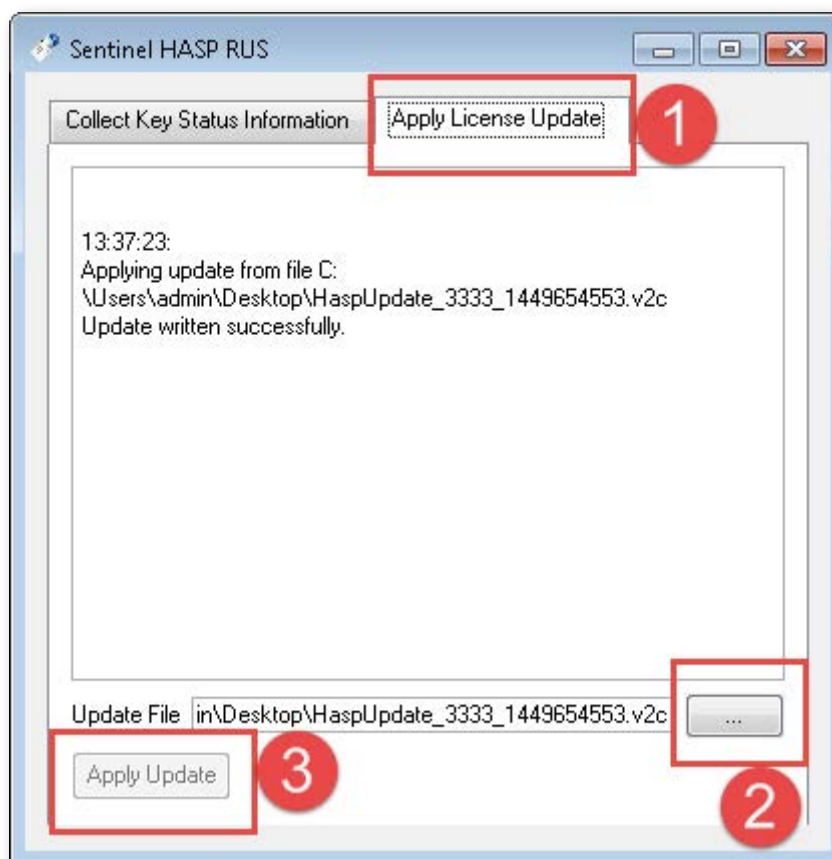 Sentinel HASP RUS
Collect Key Status Information
Apply License Update
1
13:37:23:
Applying update from file C:
\Users\admin\Desktop\HaspUpdate_3333_1449654553.v2c
Update written successfully.
Update File in\Desktop\HaspUpdate_3333_1449654553.v2c ...
Apply Update
3
2